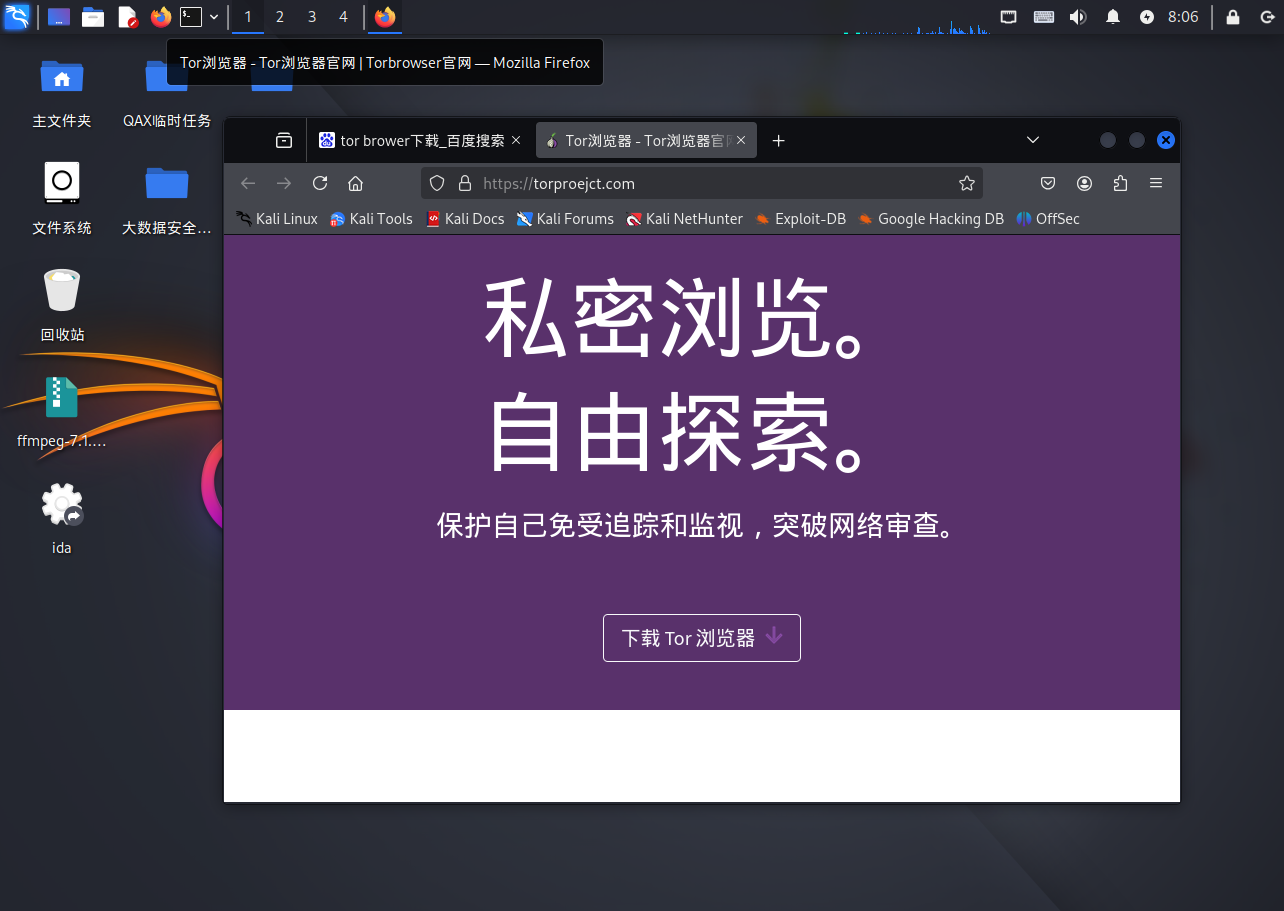 1 2 3 4 8:06
Tor浏览器 - Tor浏览器官网 | Torbrowser官网 — Mozilla Firefox
主文件夹 QAX临时任务
tor brower下载_百度搜索 Tor浏览器 - Tor浏览器官网
https://torproejct.com
文件系统 大数据安全...
Kali Linux Kali Tools Kali Docs Kali Forums Kali NetHunter Exploit-DB Google Hacking DB OffSec
私密浏览。
自由探索。
回收站
ffmpeg-7.1....
保护自己免受追踪和监视，突破网络审查。
ida
下载 Tor 浏览器